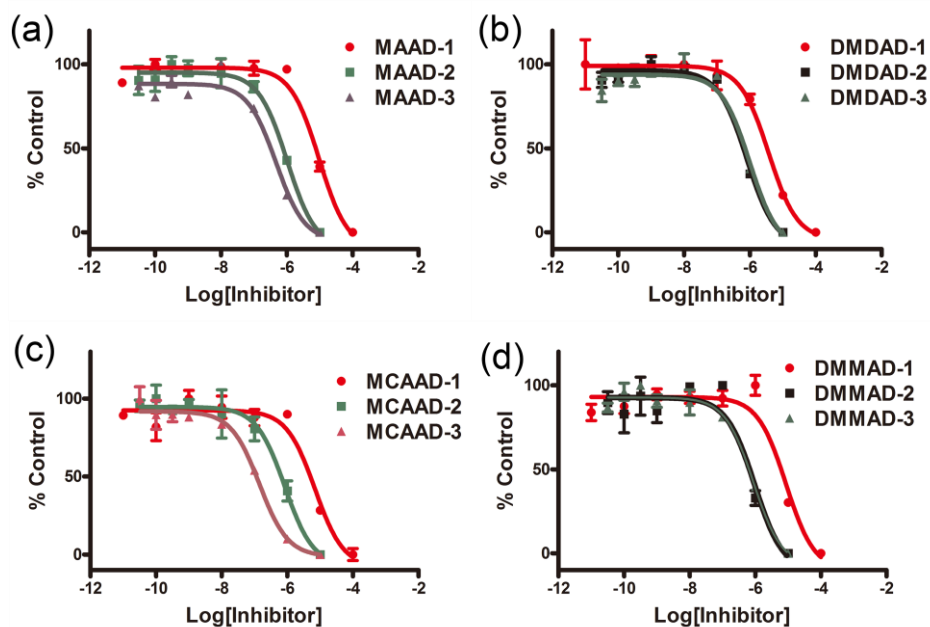 (a)
MAAD-1
MAAD-2
MAAD-3
100
50
0
% Control
-12 -10 -8 -6 -4 -2
Log[Inhibitor]
(b)
DMDAD-1
DMDAD-2
DMDAD-3
100
50
0
% Control
-12 -10 -8 -6 -4 -2
Log[Inhibitor]
(c)
MCAAD-1
MCAAD-2
MCAAD-3
100
50
0
% Control
-12 -10 -8 -6 -4 -2
Log[Inhibitor]
(d)
DMMAD-1
DMMAD-2
DMMAD-3
100
50
0
% Control
-12 -10 -8 -6 -4 -2
Log[Inhibitor]